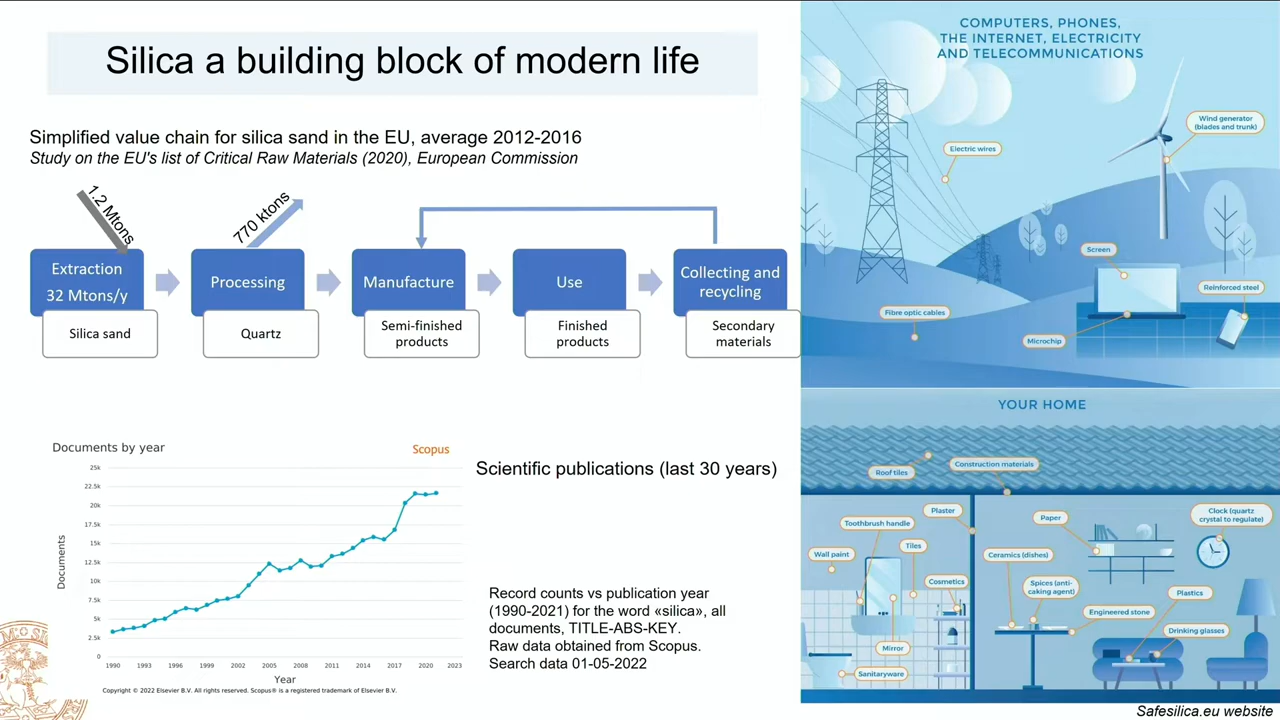 Silica a building block of modern life
Simplified value chain for silica sand in the EU, average 2012-2016
Study on the EU's list of Critical Raw Materials (2020), European Commission
1.2 Mtons
770 ktons
Extraction
32 Mtons/y
Silica sand
Processing
Quartz
Manufacture
Semi-finished
products
Use
Finished
products
Collecting and
recycling
Secondary
materials
Documents by year
Scopus
Documents
25k
22.5k
20k
17.5k
15k
12.5k
10k
7.5k
5k
2.5k
0
1990
1993
1996
1999
2002
2005
2008
2011
2014
2017
2020
2023
Year
Copyright © 2022 Elsevier B.V. All rights reserved. Scopus® is a registered trademark of Elsevier B.V.
Scientific publications (last 30 years)
Record counts vs publication year
(1990-2021) for the word «silica», all
documents, TITLE-ABS-KEY.
Raw data obtained from Scopus.
Search data 01-05-2022
COMPUTERS, PHONES,
THE INTERNET, ELECTRICITY
AND TELECOMMUNICATIONS
Wind generator
(blades and trunk)
Electric wires
Screen
Reinforced steel
Fibre optic cables
Microchip
YOUR HOME
Roof tiles
Construction materials
Plaster
Toothbrush handle
Paper
Clock (quartz
crystal to regulate)
Wall paint
Tiles
Ceramics (dishes)
Cosmetics
Spices (anti-
caking agent)
Plastics
Engineered stone
Drinking glasses
Mirror
Sanitaryware
Safesilica.eu website